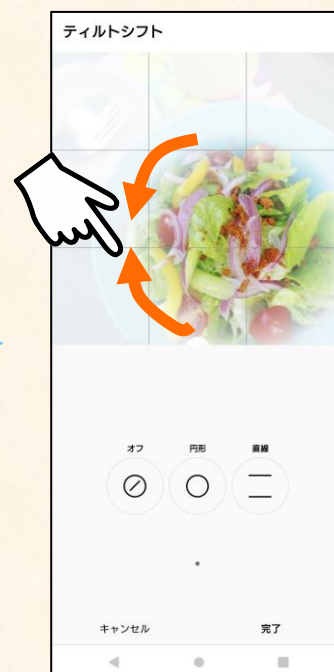 ティルトシフト
オフ
円形
直線
キャンセル
完了